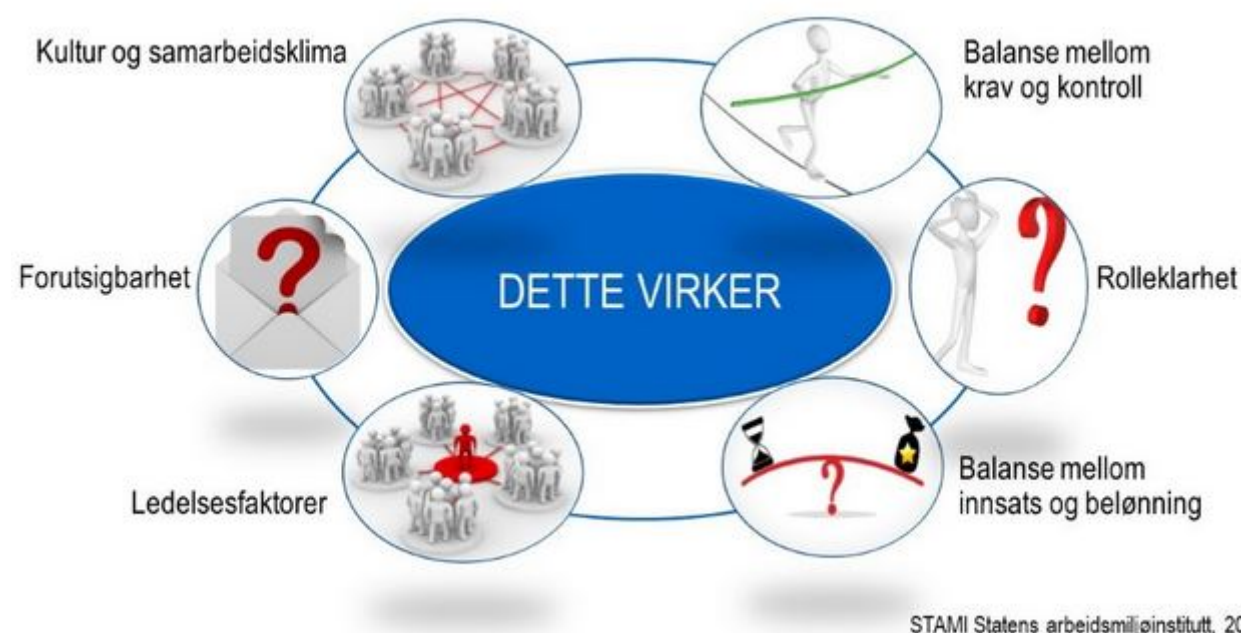 Kultur og samarbeidsklima
Balanse mellom
krav og kontroll
Forutsigbarhet
DETTE VIRKER
Rolleklarhet
Ledelsesfaktorer
Balanse mellom
innsats og belønning
STAMI Statens arbeidsmiljøinstitutt, 20